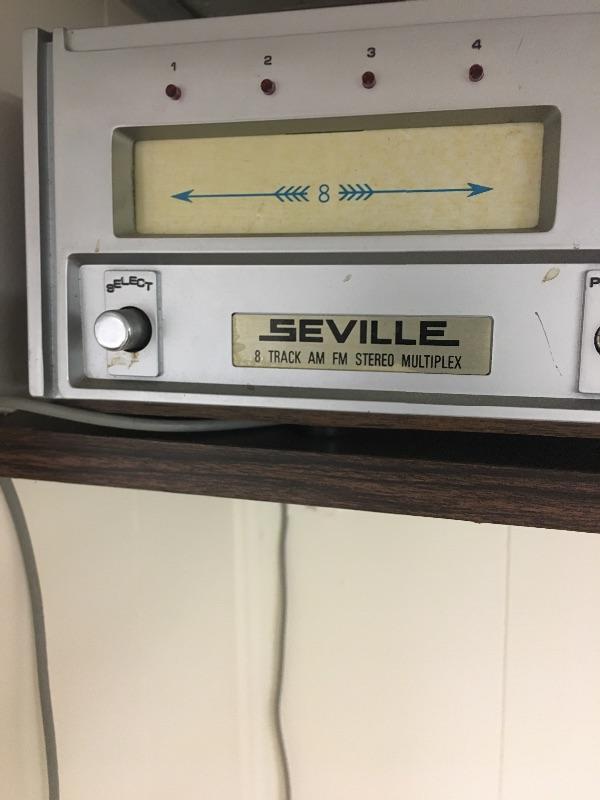 1 2 3 4
8
SELECT
SEVILLE
8 TRACK AM FM STEREO MULTIPLEX
P